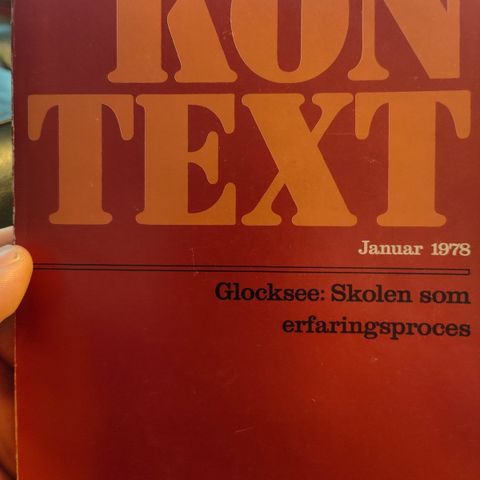 KON
TEXT
Januar 1978
Glocksee: Skolen som
erfaringsproces